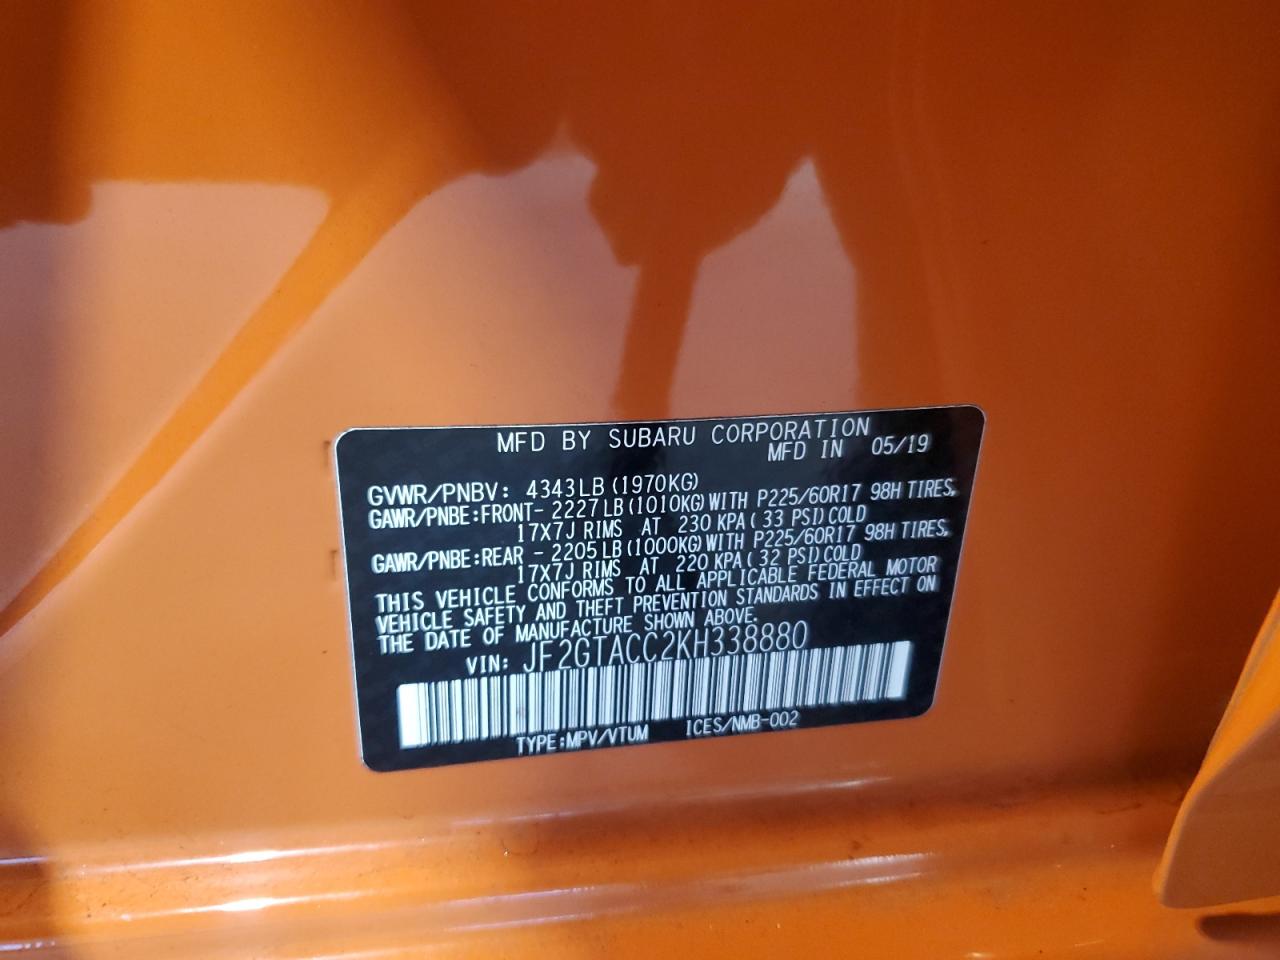 MFD BY SUBARU CORPORATION
MFD IN 05/19
GVWR/PNBV: 4343LB (1970KG)
GAWR/PNBE:FRONT- 2227LB (1010KG) WITH P225/60R17 98H TIRES,
17X7J RIMS AT 230 KPA ( 33 PSI) COLD
GAWR/PNBE:REAR - 2205LB (1000KG) WITH P225/60R17 98H TIRES,
17X7J RIMS AT 220 KPA ( 32 PSI) COLD
THIS VEHICLE CONFORMS TO ALL APPLICABLE FEDERAL MOTOR
VEHICLE SAFETY AND THEFT PREVENTION STANDARDS IN EFFECT ON
THE DATE OF MANUFACTURE SHOWN ABOVE.
VIN: JF2GTACC2KH338880
TYPE:MPV/VTUM ICES/NMB-002